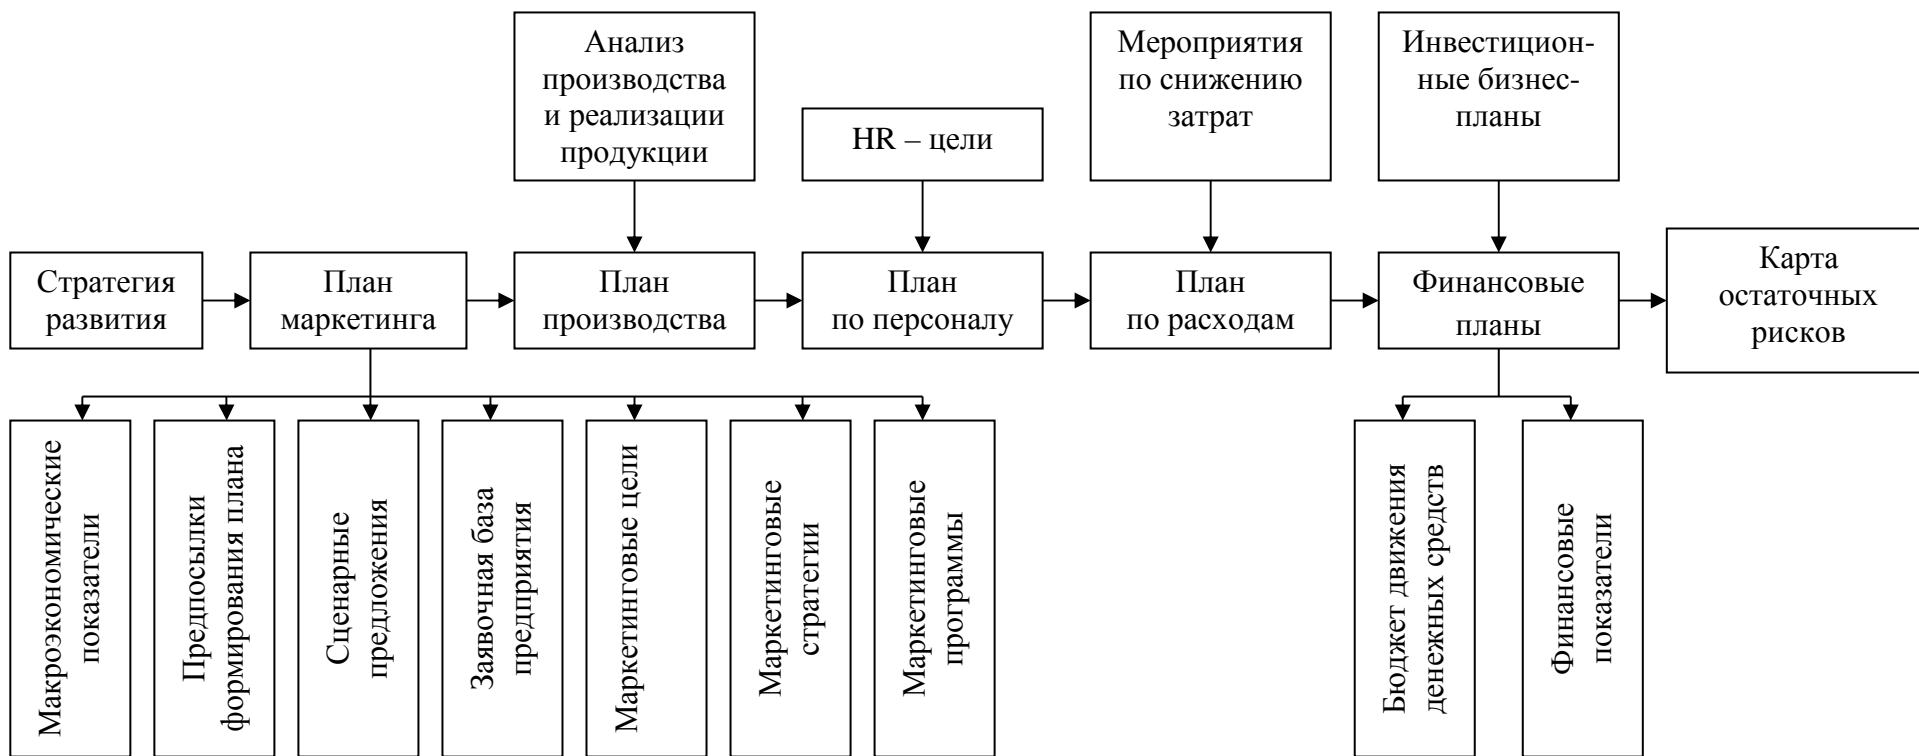 Анализ
производства
и реализации
продукции
HR – цели
Мероприятия
по снижению
затрат
Инвестицион-
ные бизнес-
планы
Стратегия
развития
План
маркетинга
План
производства
План
по персоналу
План
по расходам
Финансовые
планы
Карта
остаточных
рисков
Макроэкономические
показатели
Предпосылки
формирования плана
Сценарные
предложения
Заявочная база
предприятия
Маркетинговые цели
Маркетинговые
стратегии
Маркетинговые
программы
Бюджет движения
денежных средств
Финансовые
показатели